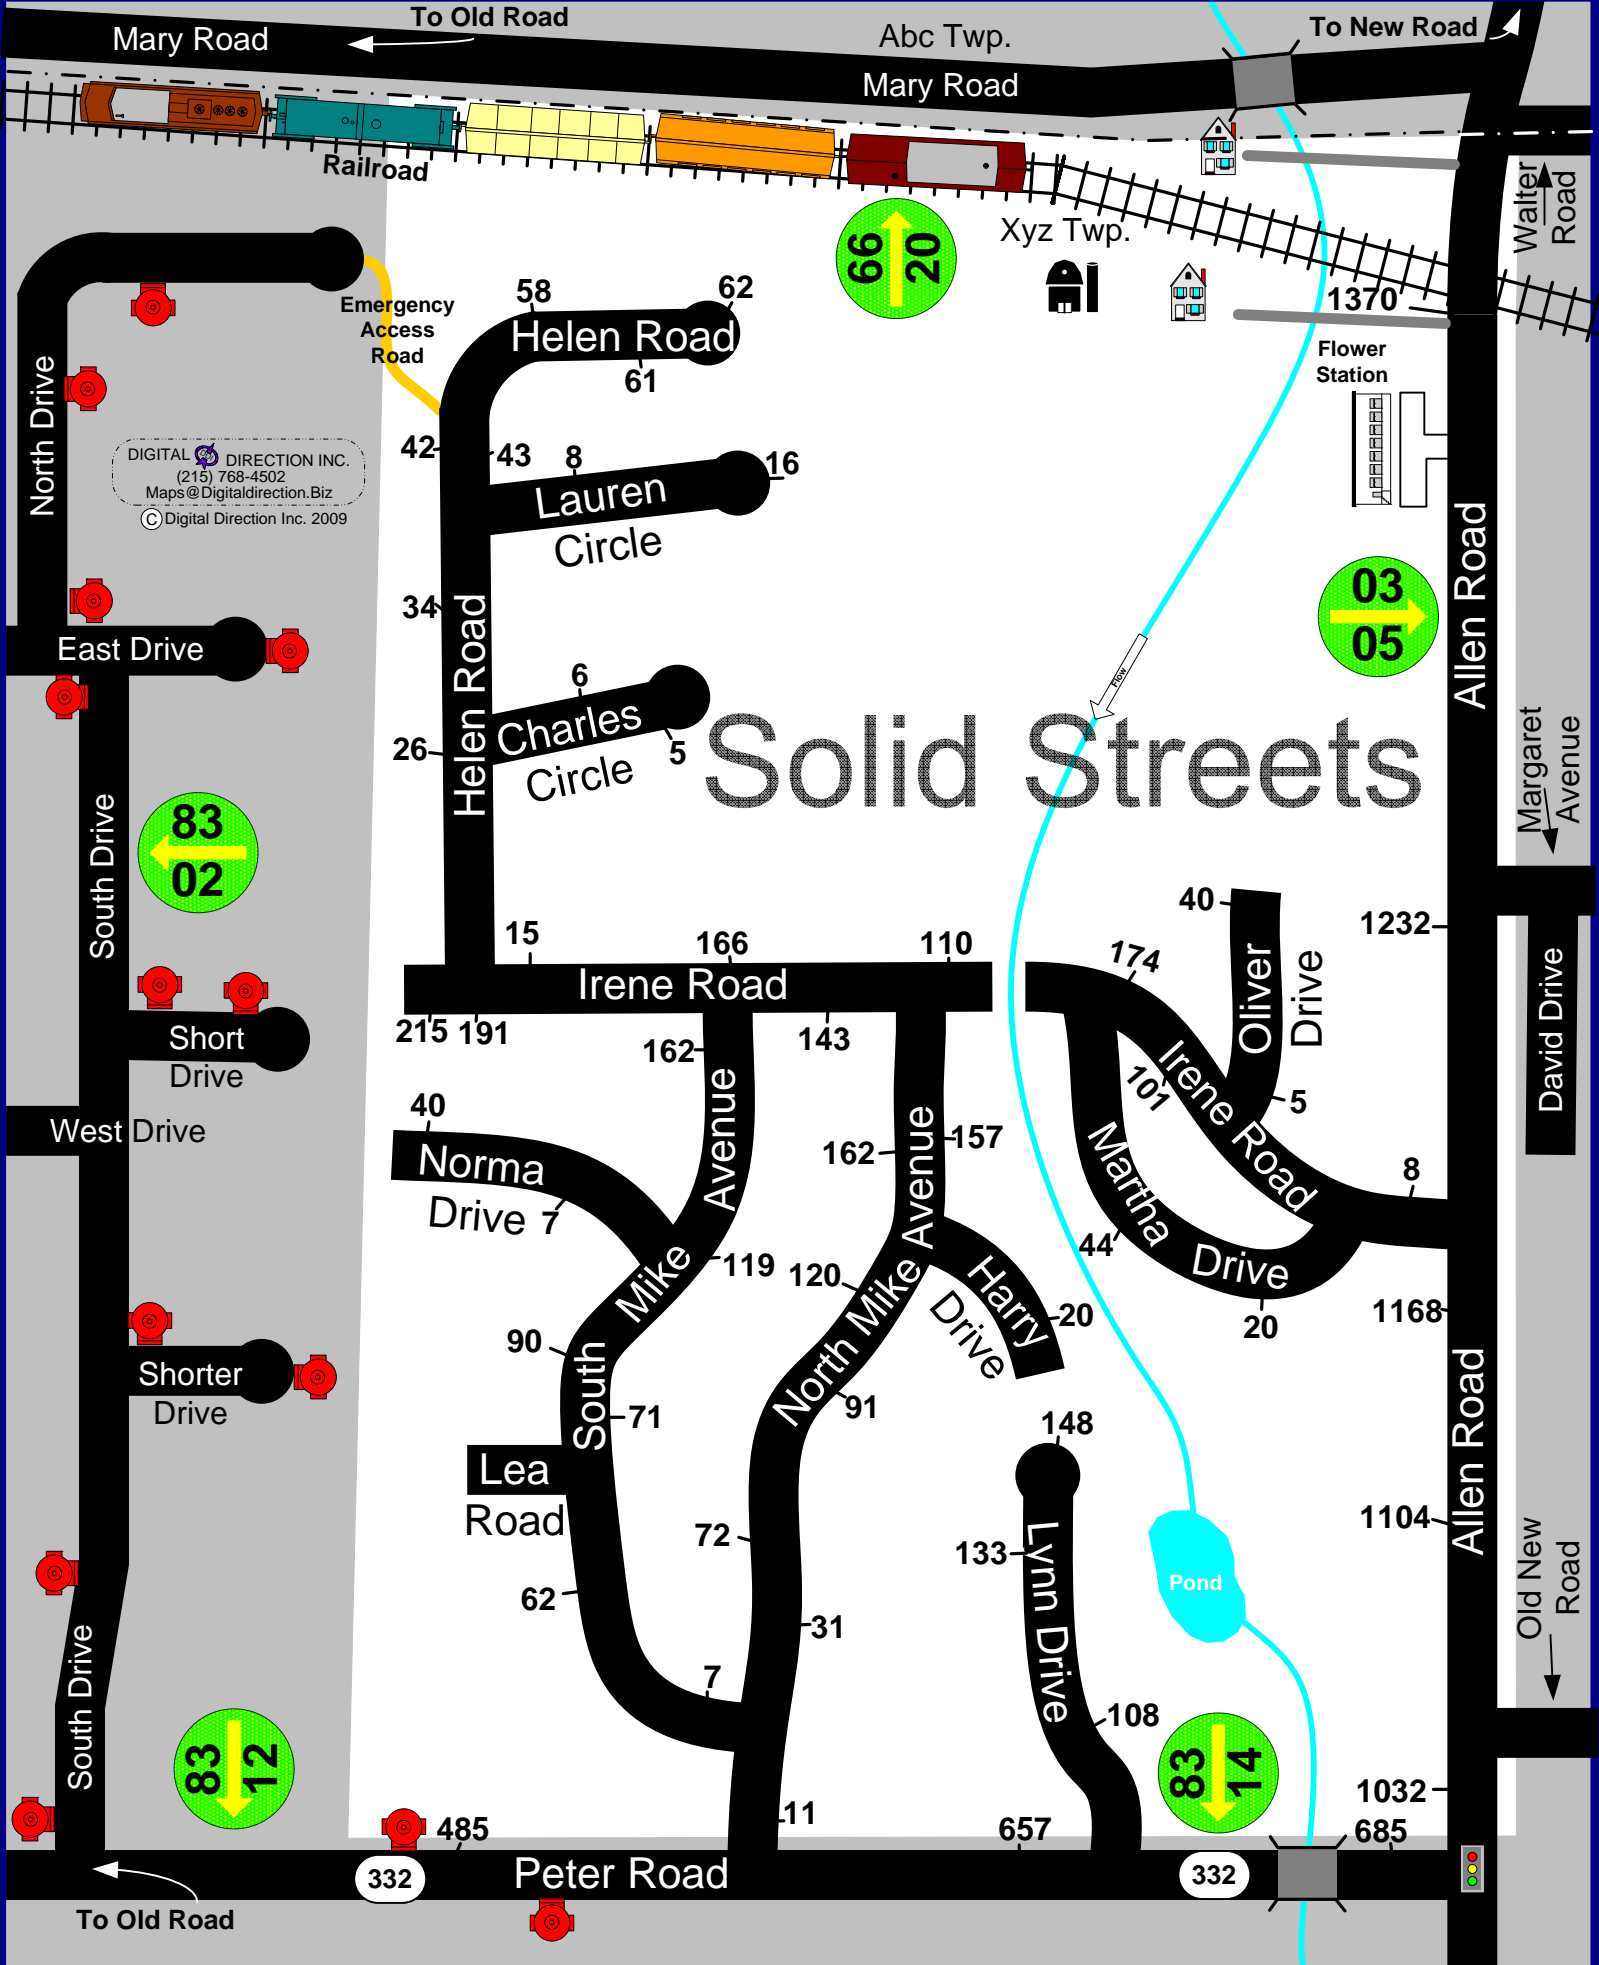 To Old Road
To New Road
Mary Road
Abc Twp.
Mary Road
Railroad
Walter
Road
66
20
Xyz Twp.
Emergency
Access
Road
58
62
Helen Road
61
1370
Flower
Station
North Drive
42
43
8
16
Lauren
Circle
DIGITAL DIRECTION INC.
(215) 768-4502
Maps@Digitaldirection.Biz
C Digital Direction Inc. 2009
03
05
Allen Road
34
East Drive
Helen Road
6
Charles
Circle
5
26
Flow
Solid Streets
Margaret
Avenue
83
02
South Drive
40
1232
15
166
110
174
Irene Road
Oliver
Drive
215
191
162
143
101
Irene Road
5
David Drive
Short
Drive
West Drive
40
Norma
Drive
7
South Mike Avenue
162
157
North Mike Avenue
Martha Drive
44
20
8
119
120
Harry
Drive
20
1168
90
71
91
Shorter
Drive
Lea
Road
148
Allen Road
1104
72
133
Lynn Drive
Pond
Old New
Road
62
31
South Drive
7
108
83
12
83
14
1032
11
485
657
685
332
Peter Road
332
To Old Road